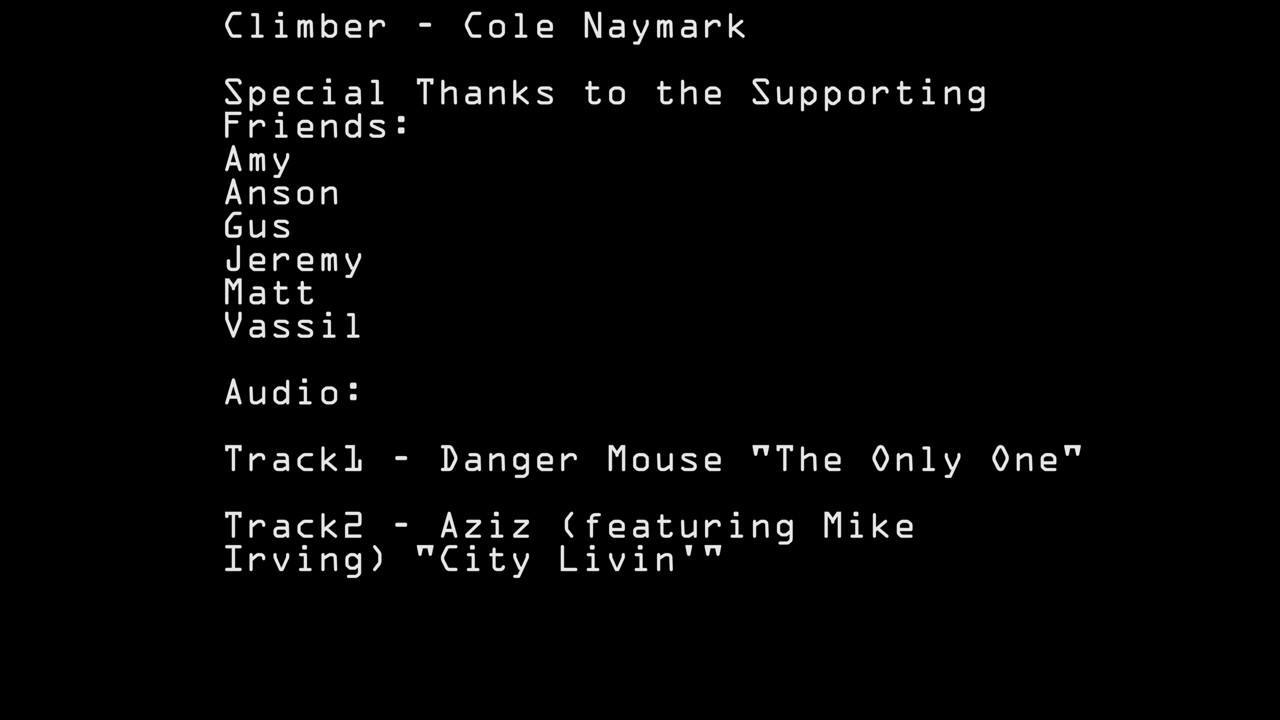 Climber - Cole Naymark
Special Thanks to the Supporting
Friends:
Amy
Anson
Gus
Jeremy
Matt
Vassil
Audio:
Track1 - Danger Mouse "The Only One"
Track2 - Aziz (featuring Mike
Irving) "City Livin'"